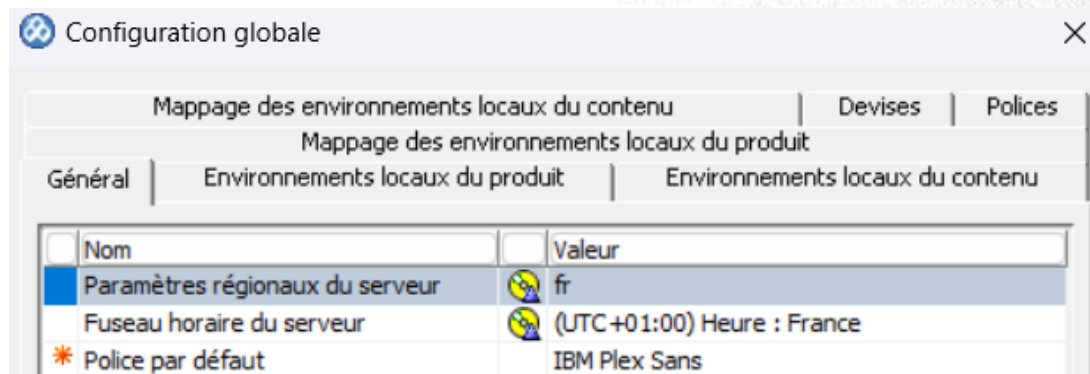 Configuration globale
Mappage des environnements locaux du contenu Devises Polices
Mappage des environnements locaux du produit
Général Environnements locaux du produit Environnements locaux du contenu
Nom Valeur
Paramètres régionaux du serveur fr
Fuseau horaire du serveur (UTC+01:00) Heure : France
Police par défaut IBM Plex Sans